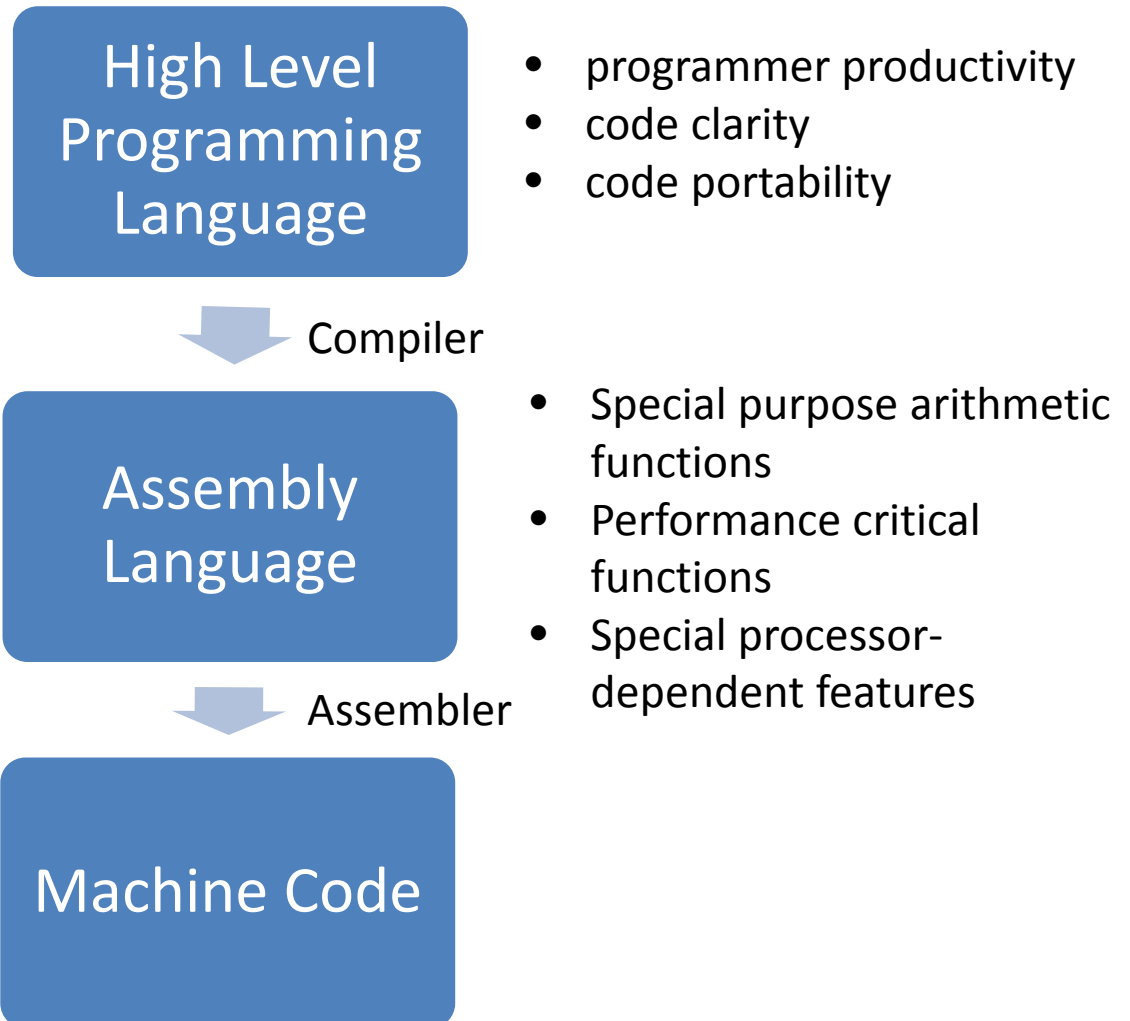 High Level
Programming
Language
• programmer productivity
• code clarity
• code portability
Compiler
Assembly
Language
• Special purpose arithmetic
functions
• Performance critical
functions
• Special processor-
dependent features
Assembler
Machine Code